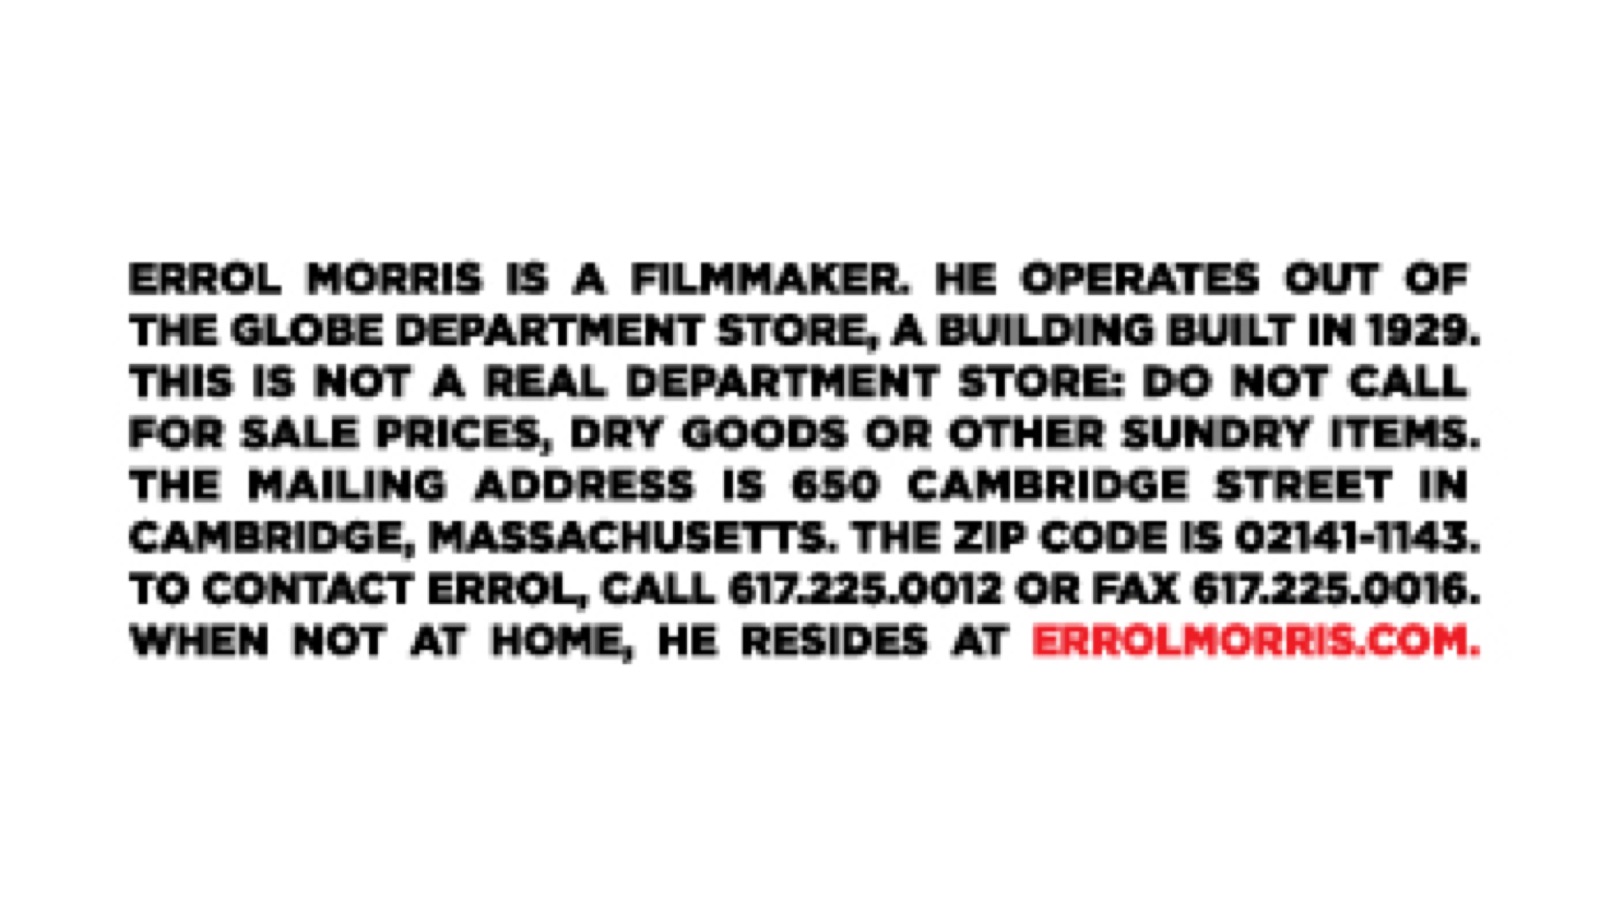 ERROL MORRIS IS A FILMMAKER. HE OPERATES OUT OF
THE GLOBE DEPARTMENT STORE, A BUILDING BUILT IN 1929.
THIS IS NOT A REAL DEPARTMENT STORE: DO NOT CALL
FOR SALE PRICES, DRY GOODS OR OTHER SUNDRY ITEMS.
THE MAILING ADDRESS IS 650 CAMBRIDGE STREET IN
CAMBRIDGE, MASSACHUSETTS. THE ZIP CODE IS 02141-1143.
TO CONTACT ERROL, CALL 617.225.0012 OR FAX 617.225.0016.
WHEN NOT AT HOME, HE RESIDES AT ERROLMORRIS.COM.